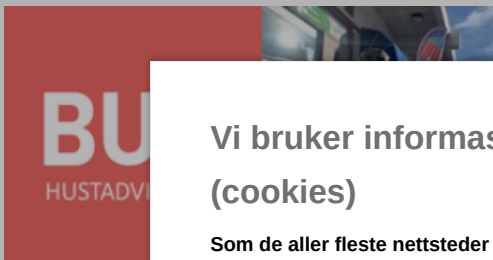 BU
HUSTADVI
Vi bruker informas
(cookies)
Som de aller fleste nettsteder